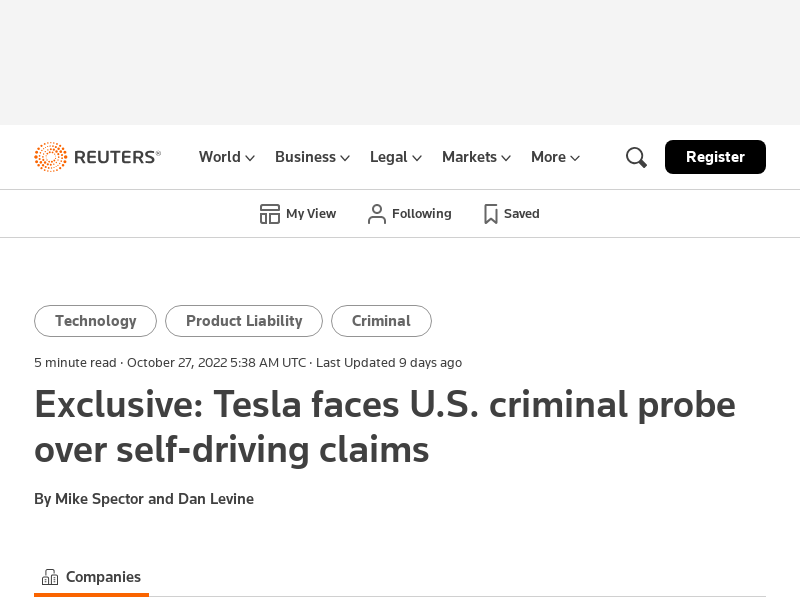 REUTERS®
World
Business
Legal
Markets
More
Register
My View
Following
Saved
Technology
Product Liability
Criminal
5 minute read · October 27, 2022 5:38 AM UTC · Last Updated 9 days ago
Exclusive: Tesla faces U.S. criminal probe
over self-driving claims
By Mike Spector and Dan Levine
Companies